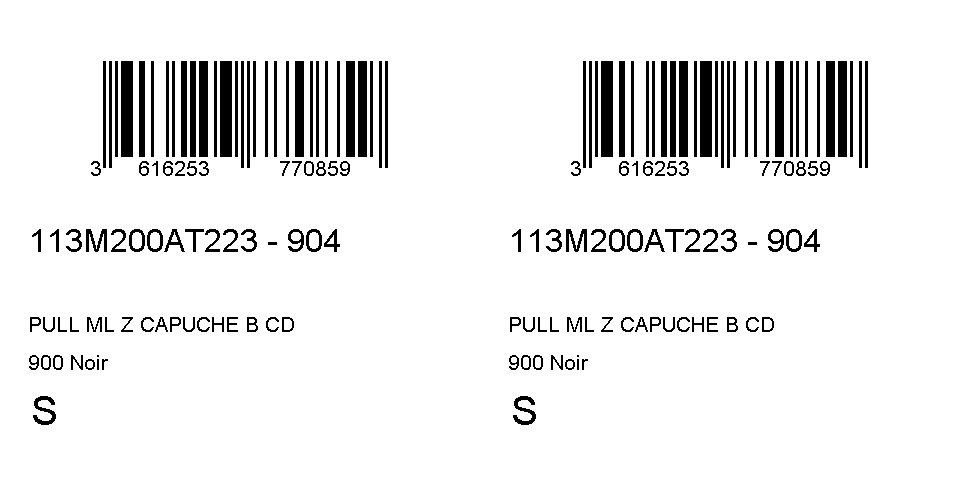 3 616253 770859
113M200AT223 - 904
PULL ML Z CAPUCHE B CD
900 Noir
S
3 616253 770859
113M200AT223 - 904
PULL ML Z CAPUCHE B CD
900 Noir
S